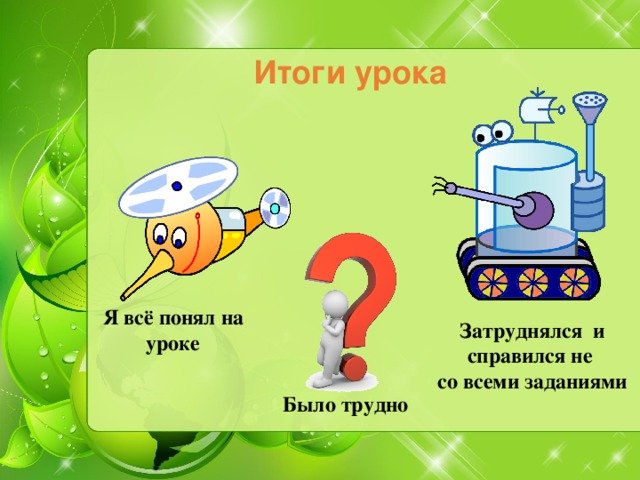 Итоги урока
Я всё понял на
уроке
Затруднялся и
справился не
со всеми заданиями
Было трудно